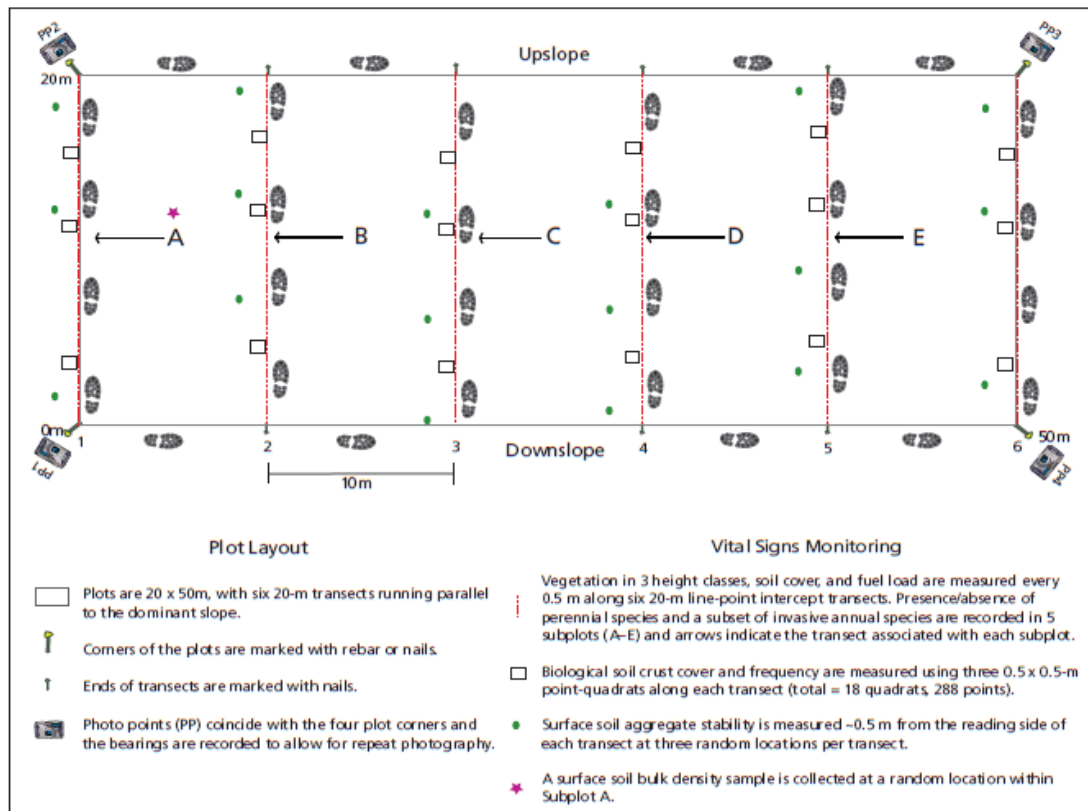 PP2
PP3
Upslope
20m
A
B
C
D
E
0m
1
2
3
4
5
6
50m
PP1
Downslope
PP4
10m
Plot Layout
Plots are 20 x 50m, with six 20-m transects running parallel
to the dominant slope.
Corners of the plots are marked with rebar or nails.
Ends of transects are marked with nails.
Photo points (PP) coincide with the four plot corners and
the bearings are recorded to allow for repeat photography.
Vital Signs Monitoring
Vegetation in 3 height classes, soil cover, and fuel load are measured every
0.5 m along six 20-m line-point intercept transects. Presence/absence of
perennial species and a subset of invasive annual species are recorded in 5
subplots (A–E) and arrows indicate the transect associated with each subplot.
Biological soil crust cover and frequency are measured using three 0.5 x 0.5-m
point-quadrats along each transect (total = 18 quadrats, 288 points).
Surface soil aggregate stability is measured ~0.5 m from the reading side of
each transect at three random locations per transect.
A surface soil bulk density sample is collected at a random location within
Subplot A.